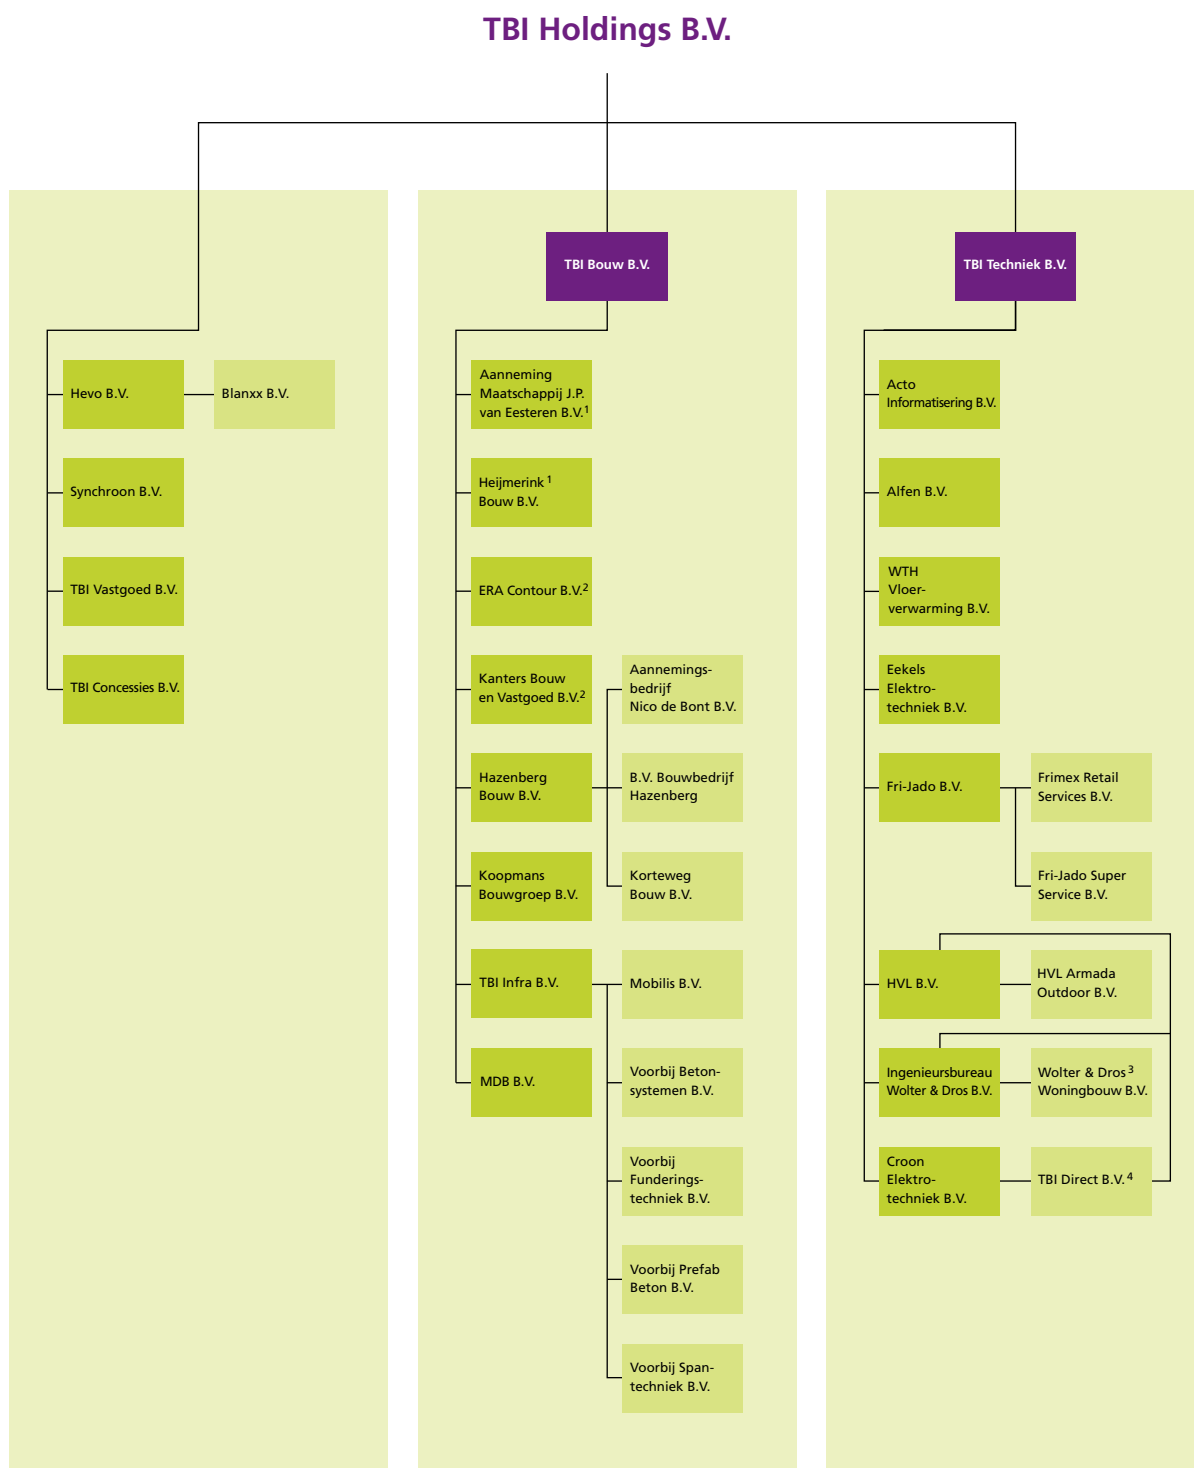 TBI Holdings B.V.
Hevo B.V.
Blanxx B.V.
Synchroon B.V.
TBI Vastgoed B.V.
TBI Concessies B.V.
TBI Bouw B.V.
Aanneming
Maatschappij J.P.
van Eesteren B.V.¹
Heijmerink ¹
Bouw B.V.
ERA Contour B.V.²
Kanters Bouw
en Vastgoed B.V.²
Aannemings-
bedrijf
Nico de Bont B.V.
Hazenberg
Bouw B.V.
B.V. Bouwbedrijf
Hazenberg
Koopmans
Bouwgroep B.V.
Korteweg
Bouw B.V.
TBI Infra B.V.
Mobilis B.V.
MDB B.V.
Voorbij Beton-
systemen B.V.
Voorbij
Funderings-
techniek B.V.
Voorbij Prefab
Beton B.V.
Voorbij Span-
techniek B.V.
TBI Techniek B.V.
Acto
Informatisering B.V.
Alfen B.V.
WTH
Vloer-
verwarming B.V.
Eekels
Elektro-
techniek B.V.
Fri-Jado B.V.
Frimex Retail
Services B.V.
Fri-Jado Super
Service B.V.
HVL B.V.
HVL Armada
Outdoor B.V.
Ingenieursbureau
Wolter & Dros B.V.
Wolter & Dros ³
Woningbouw B.V.
Croon
Elektro-
techniek B.V.
TBI Direct B.V. ⁴